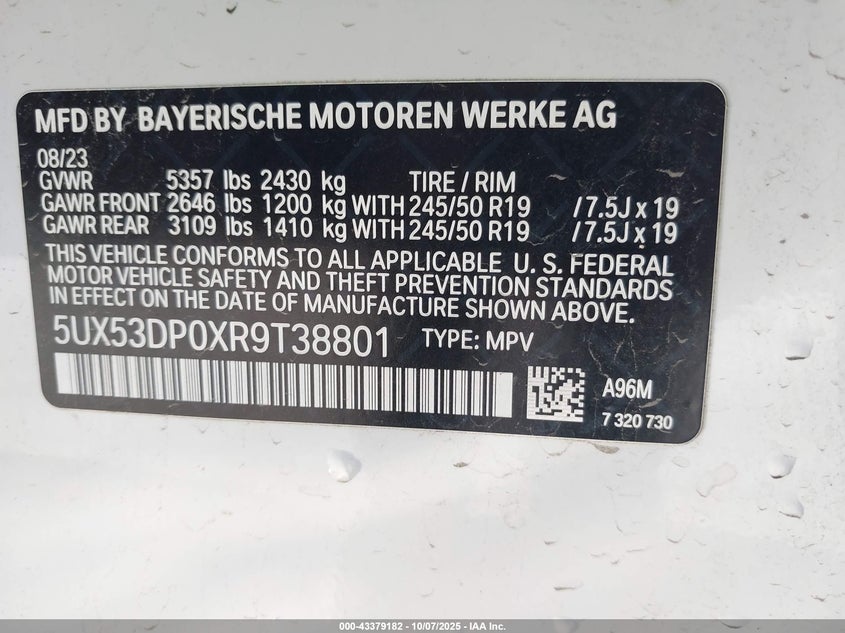 MFD BY BAYERISCHE MOTOREN WERKE AG
08/23
GVWR 5357 lbs 2430 kg TIRE / RIM
GAWR FRONT 2646 lbs 1200 kg WITH 245/50 R19 / 7.5J x 19
GAWR REAR 3109 lbs 1410 kg WITH 245/50 R19 / 7.5J x 19
THIS VEHICLE CONFORMS TO ALL APPLICABLE U. S. FEDERAL
MOTOR VEHICLE SAFETY AND THEFT PREVENTION STANDARDS
IN EFFECT ON THE DATE OF MANUFACTURE SHOWN ABOVE.
5UX53DP0XR9T38801 TYPE: MPV
A96M
7 320 730
000-43379182 - 10/07/2025 - IAA Inc.